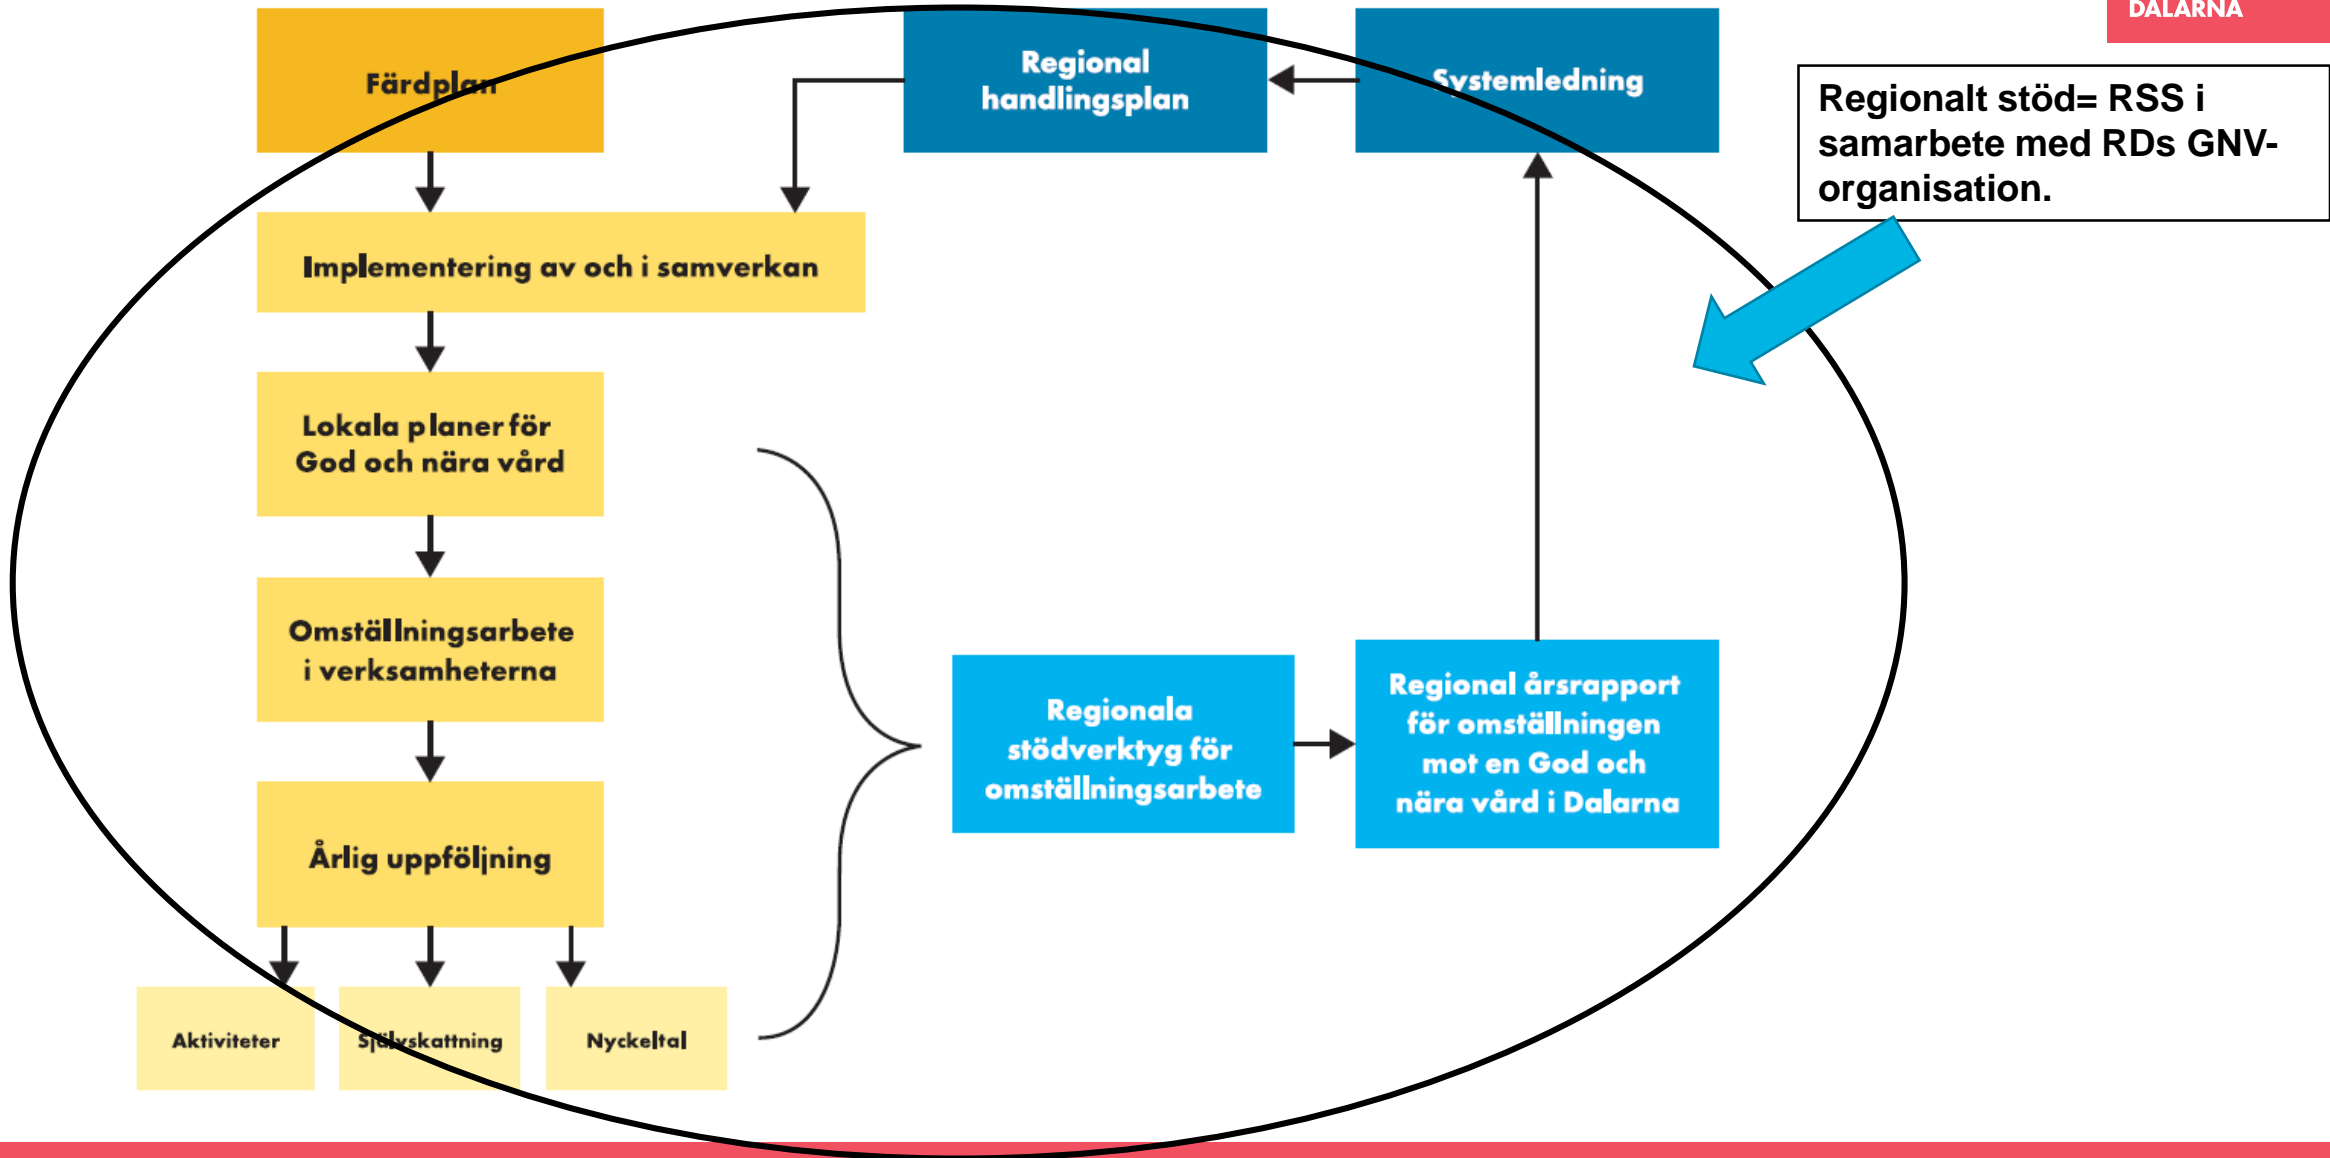 DALARNA
Färdplan
Regional
handlingsplan
Systemledning
Regionalt stöd= RSS i
samarbete med RDs GNV-
organisation.
Implementering av och i samverkan
Lokala planer för
God och nära vård
Omställningsarbete
i verksamheterna
Årlig uppföljning
Aktiviteter
Självskattning
Nyckeltal
Regionala
stödverktyg för
omställningsarbete
Regional årsrapport
för omställningen
mot en God och
nära vård i Dalarna